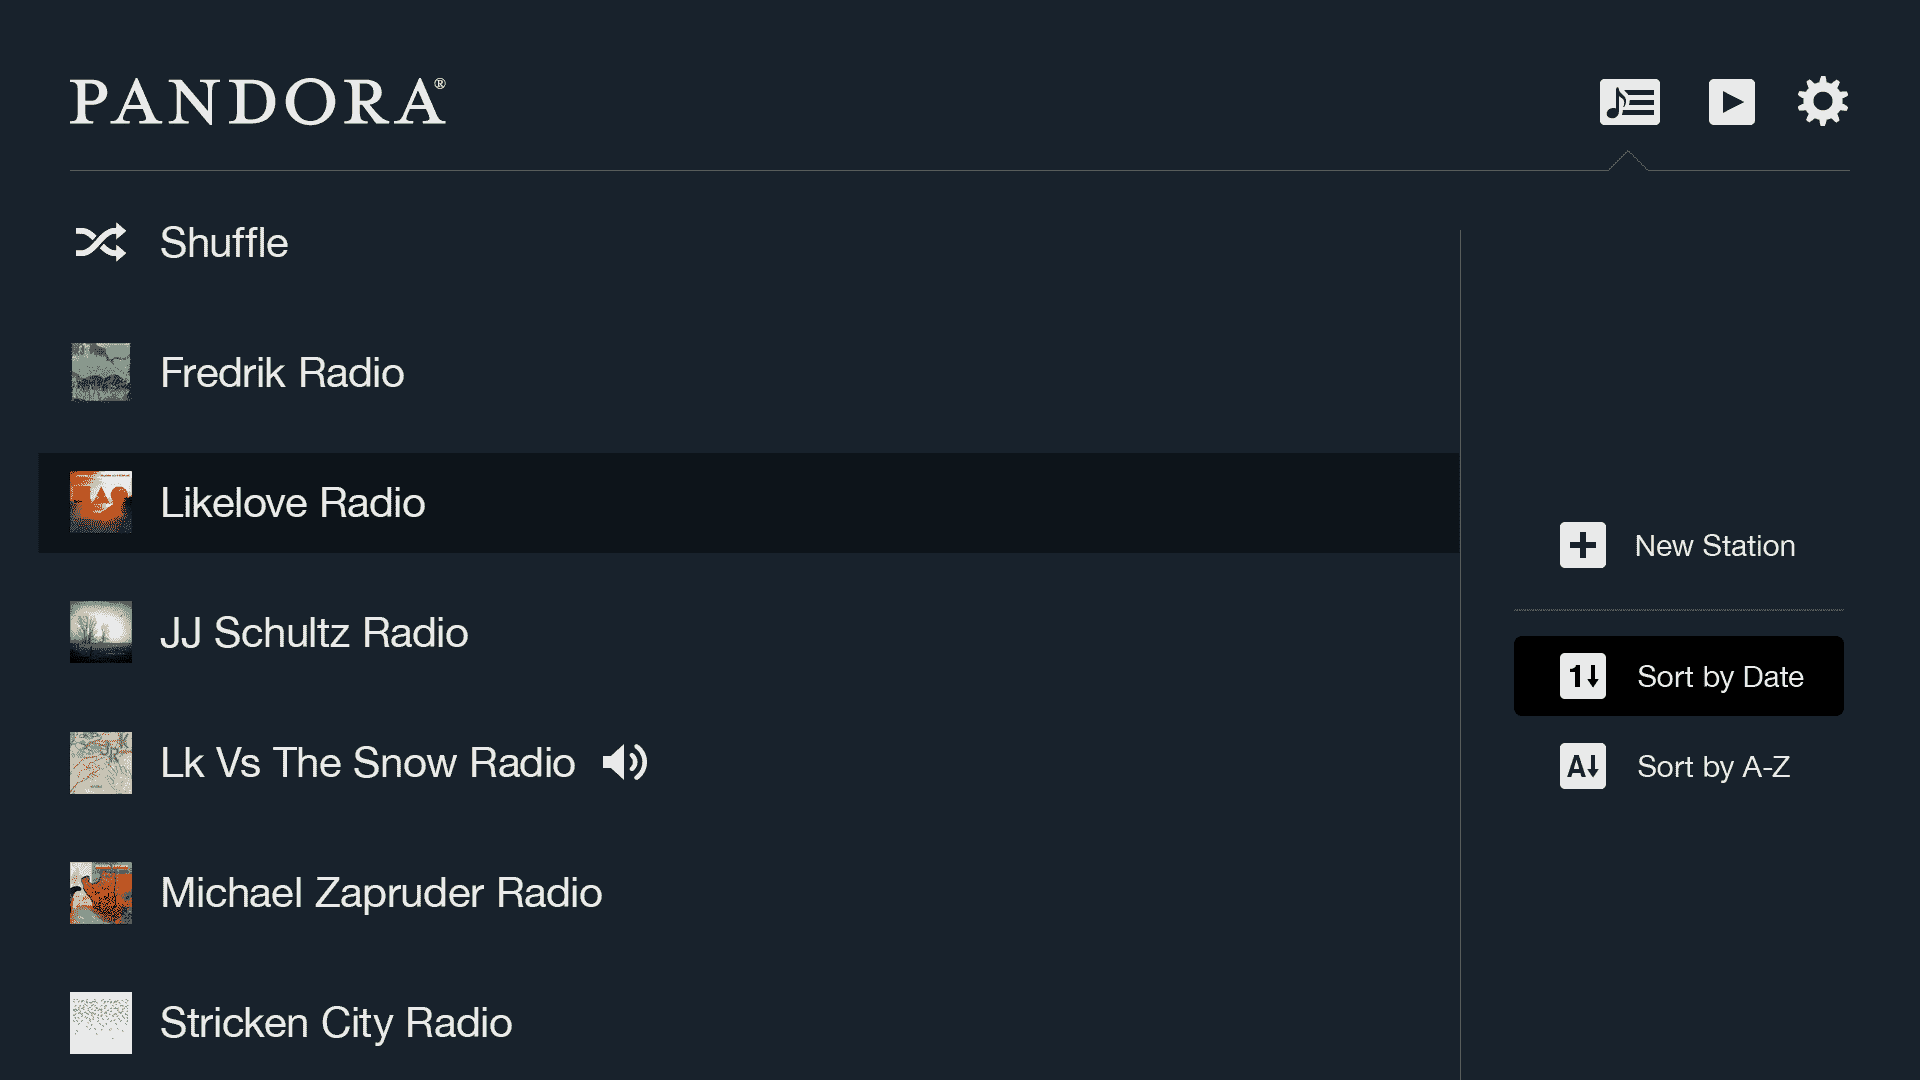 PANDORA®
Shuffle
Fredrik Radio
Likelove Radio
JJ Schultz Radio
Lk Vs The Snow Radio
Michael Zapruder Radio
Stricken City Radio
New Station
1 Sort by Date
A Sort by A-Z